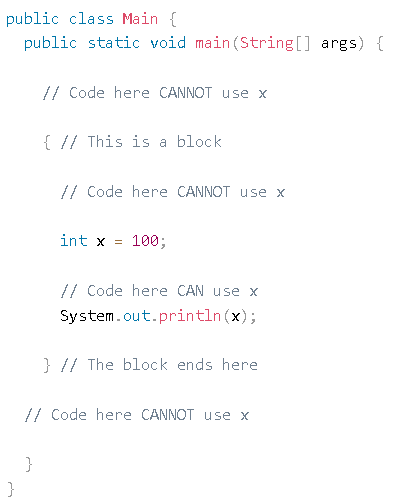 public class Main {
  public static void main(String[] args) {

    // Code here CANNOT use x

    { // This is a block

      // Code here CANNOT use x

      int x = 100;

      // Code here CAN use x
      System.out.println(x);

    } // The block ends here

  // Code here CANNOT use x

  }
}